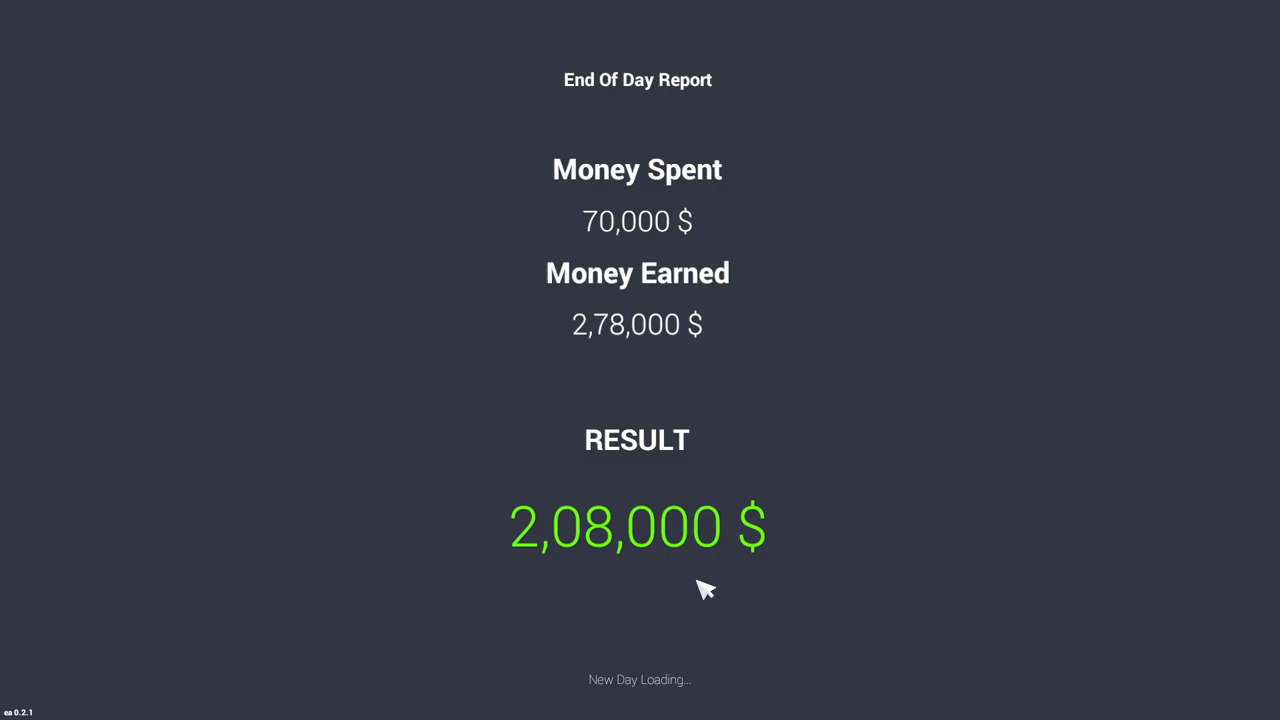 End Of Day Report
Money Spent
70,000 $
Money Earned
2,78,000 $
RESULT
2,08,000 $
New Day Loading...
ea 0.2.1